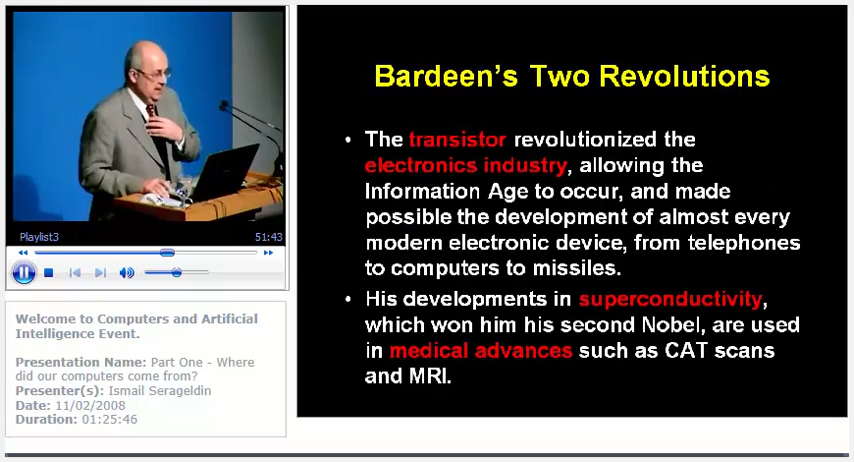 Playlist3 51:43
Welcome to Computers and Artificial
Intelligence Event.
Presentation Name: Part One - Where
did our computers come from?
Presenter(s): Ismail Serageldin
Date: 11/02/2008
Duration: 01:25:46
Bardeen's Two Revolutions
• The transistor revolutionized the
electronics industry, allowing the
Information Age to occur, and made
possible the development of almost every
modern electronic device, from telephones
to computers to missiles.
• His developments in superconductivity,
which won him his second Nobel, are used
in medical advances such as CAT scans
and MRI.